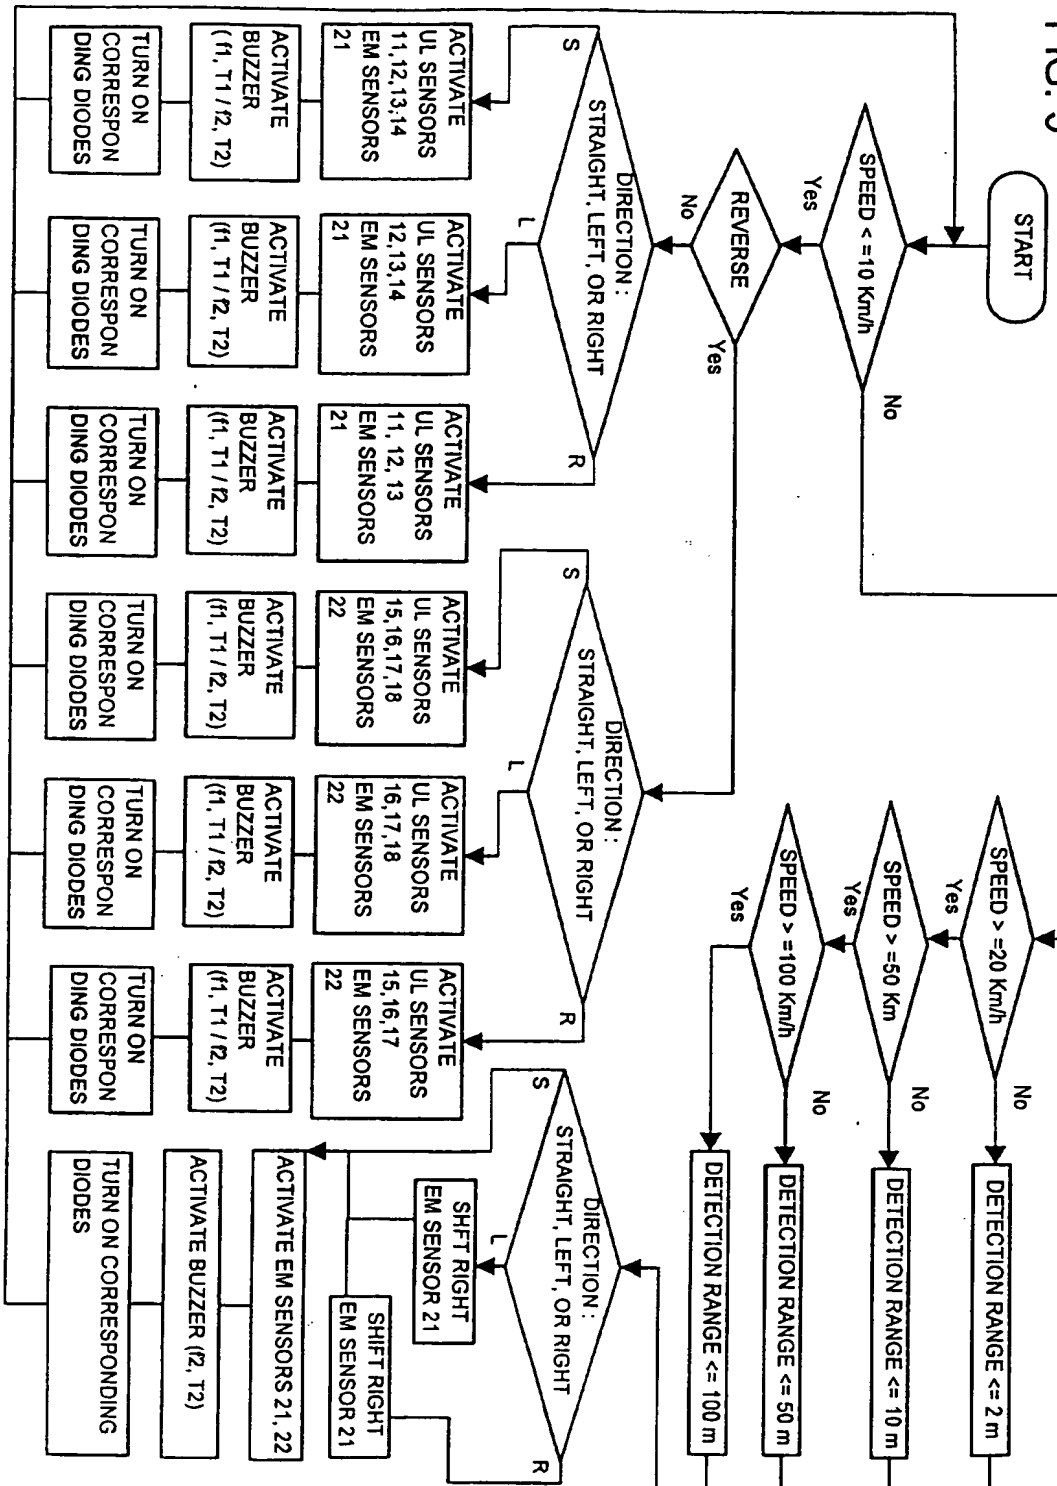 START
SPEED < =10 Km/h
Yes
No
REVERSE
No
Yes
DIRECTION :
STRAIGHT, LEFT, OR RIGHT
S
L
R
ACTIVATE
UL SENSORS
11,12,13,14
EM SENSORS
21
ACTIVATE
BUZZER
(f1, T1 / f2, T2)
TURN ON
CORRESPON
DING DIODES
ACTIVATE
UL SENSORS
12,13,14
EM SENSORS
21
ACTIVATE
BUZZER
(f1, T1 / f2, T2)
TURN ON
CORRESPON
DING DIODES
ACTIVATE
UL SENSORS
11, 12, 13
EM SENSORS
21
ACTIVATE
BUZZER
(f1, T1 / f2, T2)
TURN ON
CORRESPON
DING DIODES
DIRECTION :
STRAIGHT, LEFT, OR RIGHT
S
L
R
ACTIVATE
UL SENSORS
15,16,17,18
EM SENSORS
22
ACTIVATE
BUZZER
(f1, T1 / f2, T2)
TURN ON
CORRESPON
DING DIODES
ACTIVATE
UL SENSORS
16,17,18
EM SENSORS
22
ACTIVATE
BUZZER
(f1, T1 / f2, T2)
TURN ON
CORRESPON
DING DIODES
ACTIVATE
UL SENSORS
15,16,17
EM SENSORS
22
ACTIVATE
BUZZER
(f1, T1 / f2, T2)
TURN ON
CORRESPON
DING DIODES
SPEED > =20 Km/h
Yes
No
DETECTION RANGE <= 2 m
SPEED > =50 Km
Yes
No
DETECTION RANGE <= 10 m
SPEED > =100 Km/h
Yes
No
DETECTION RANGE <= 50 m
DETECTION RANGE <= 100 m
DIRECTION :
STRAIGHT, LEFT, OR RIGHT
S
L
R
SHFT RIGHT
EM SENSOR 21
SHIFT RIGHT
EM SENSOR 21
ACTIVATE EM SENSORS 21, 22
ACTIVATE BUZZER (f2, T2)
TURN ON CORRESPONDING
DIODES